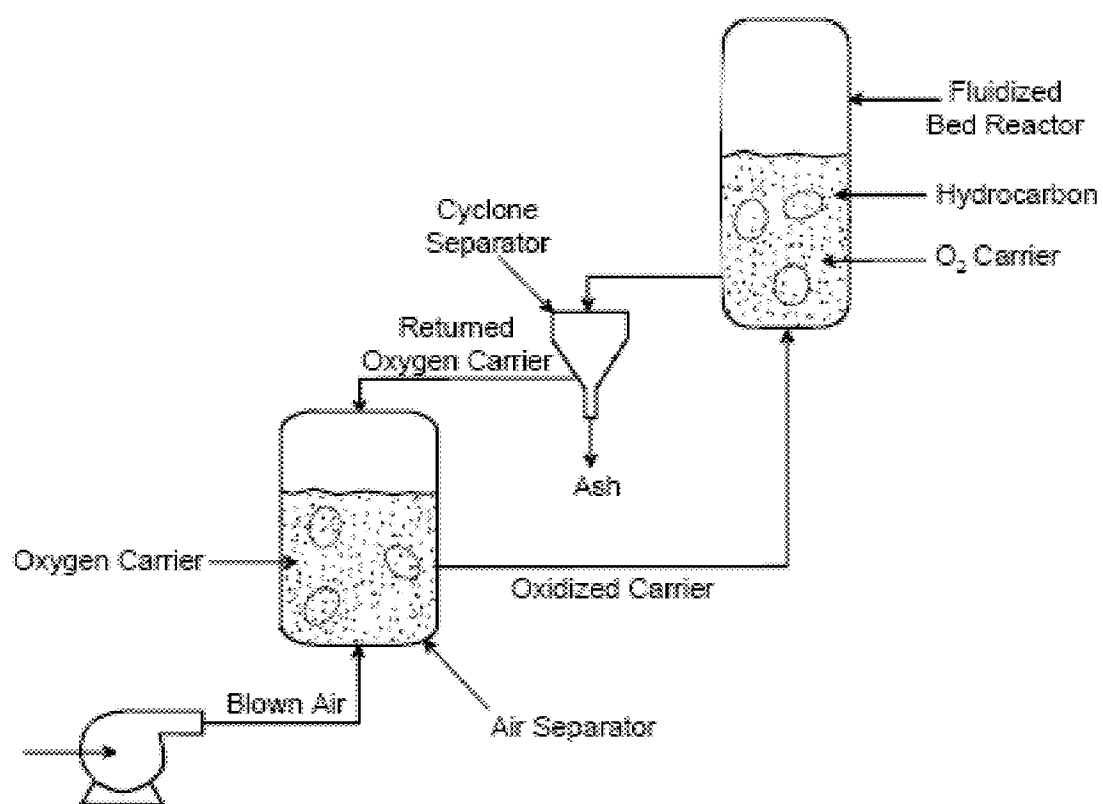 Fluidized
Bed Reactor
Hydrocarbon
O₂ Carrier
Cyclone
Separator
Returned
Oxygen Carrier
Ash
Oxygen Carrier
Oxidized Carrier
Blown Air
Air Separator